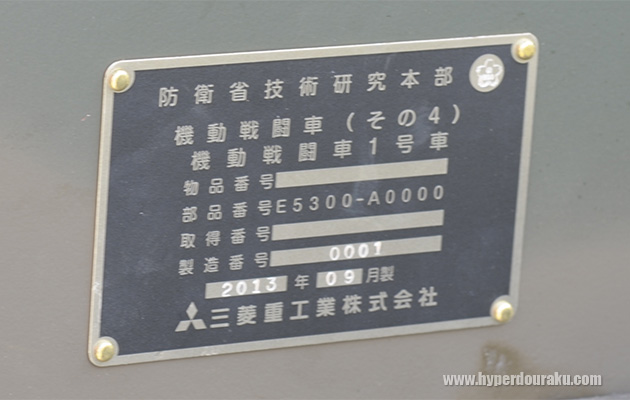 防衛省技術研究本部
機動戦闘車(その4)
機動戦闘車1号車
物品番号
部品番号E5300-A0000
取得番号
製造番号 0001
2013 年 09 月製
三菱重工業株式会社
www.hyperdouraku.com